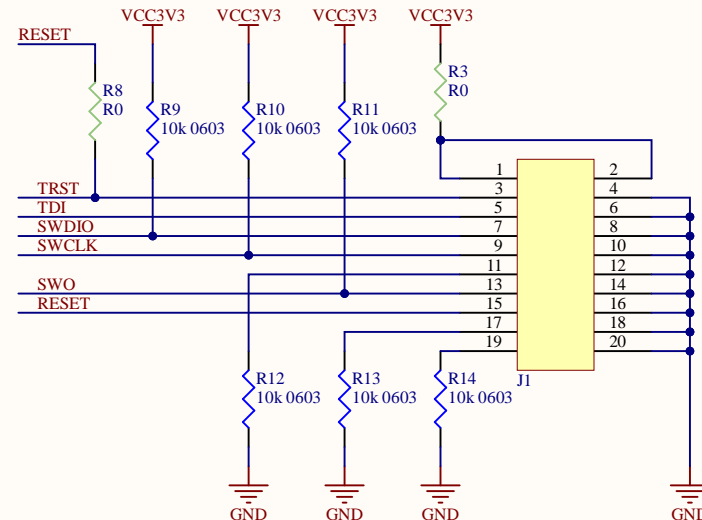 VCC3V3 VCC3V3 VCC3V3 VCC3V3
RESET
R3
R0
R8
R0
R9
10k 0603
R10
10k 0603
R11
10k 0603
1 2
TRST 3 4
TDI 5 6
SWDIO 7 8
SWCLK 9 10
11 12
SWO 13 14
RESET 15 16
17 18
19 20
J1
R12
10k 0603
R13
10k 0603
R14
10k 0603
GND GND GND GND